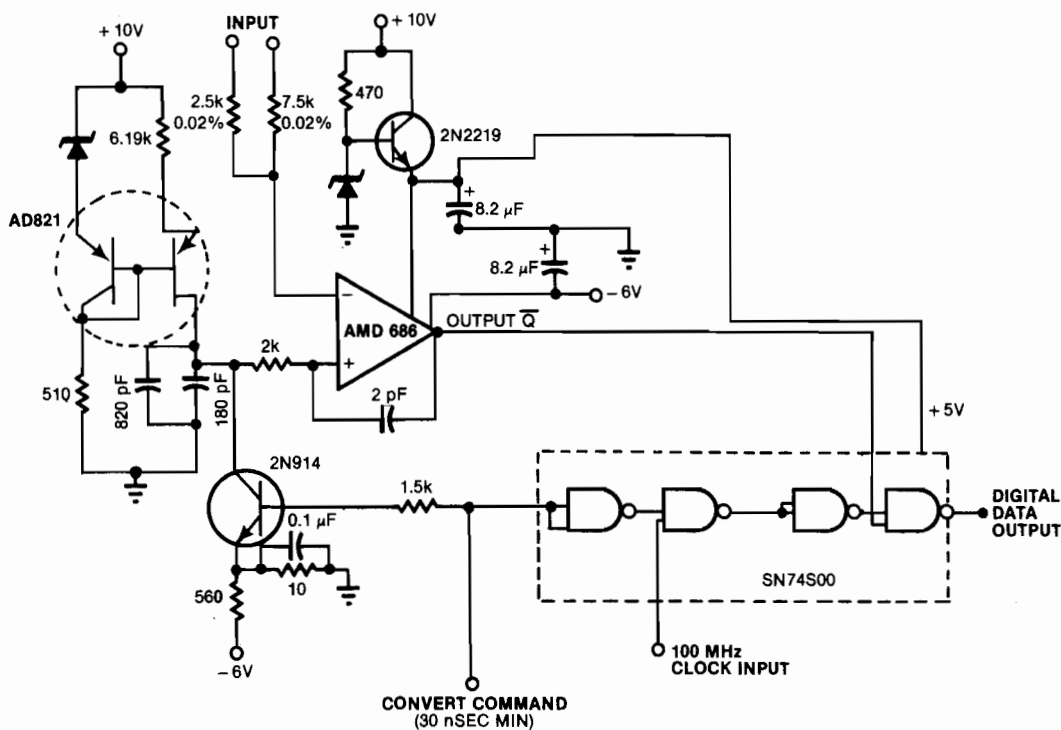 + 10V
INPUT
+ 10V
2.5k
0.02%
7.5k
0.02%
470
2N2219
6.19k
+
8.2 µF
AD821
+
8.2 µF
− 6V
−
AMD 686
OUTPUT Q̅
2k
+
510
820 pF
180 pF
2 pF
+ 5V
2N914
1.5k
0.1 µF
DIGITAL
DATA
OUTPUT
SN74S00
10
560
− 6V
100 MHz
CLOCK INPUT
CONVERT COMMAND
(30 nSEC MIN)